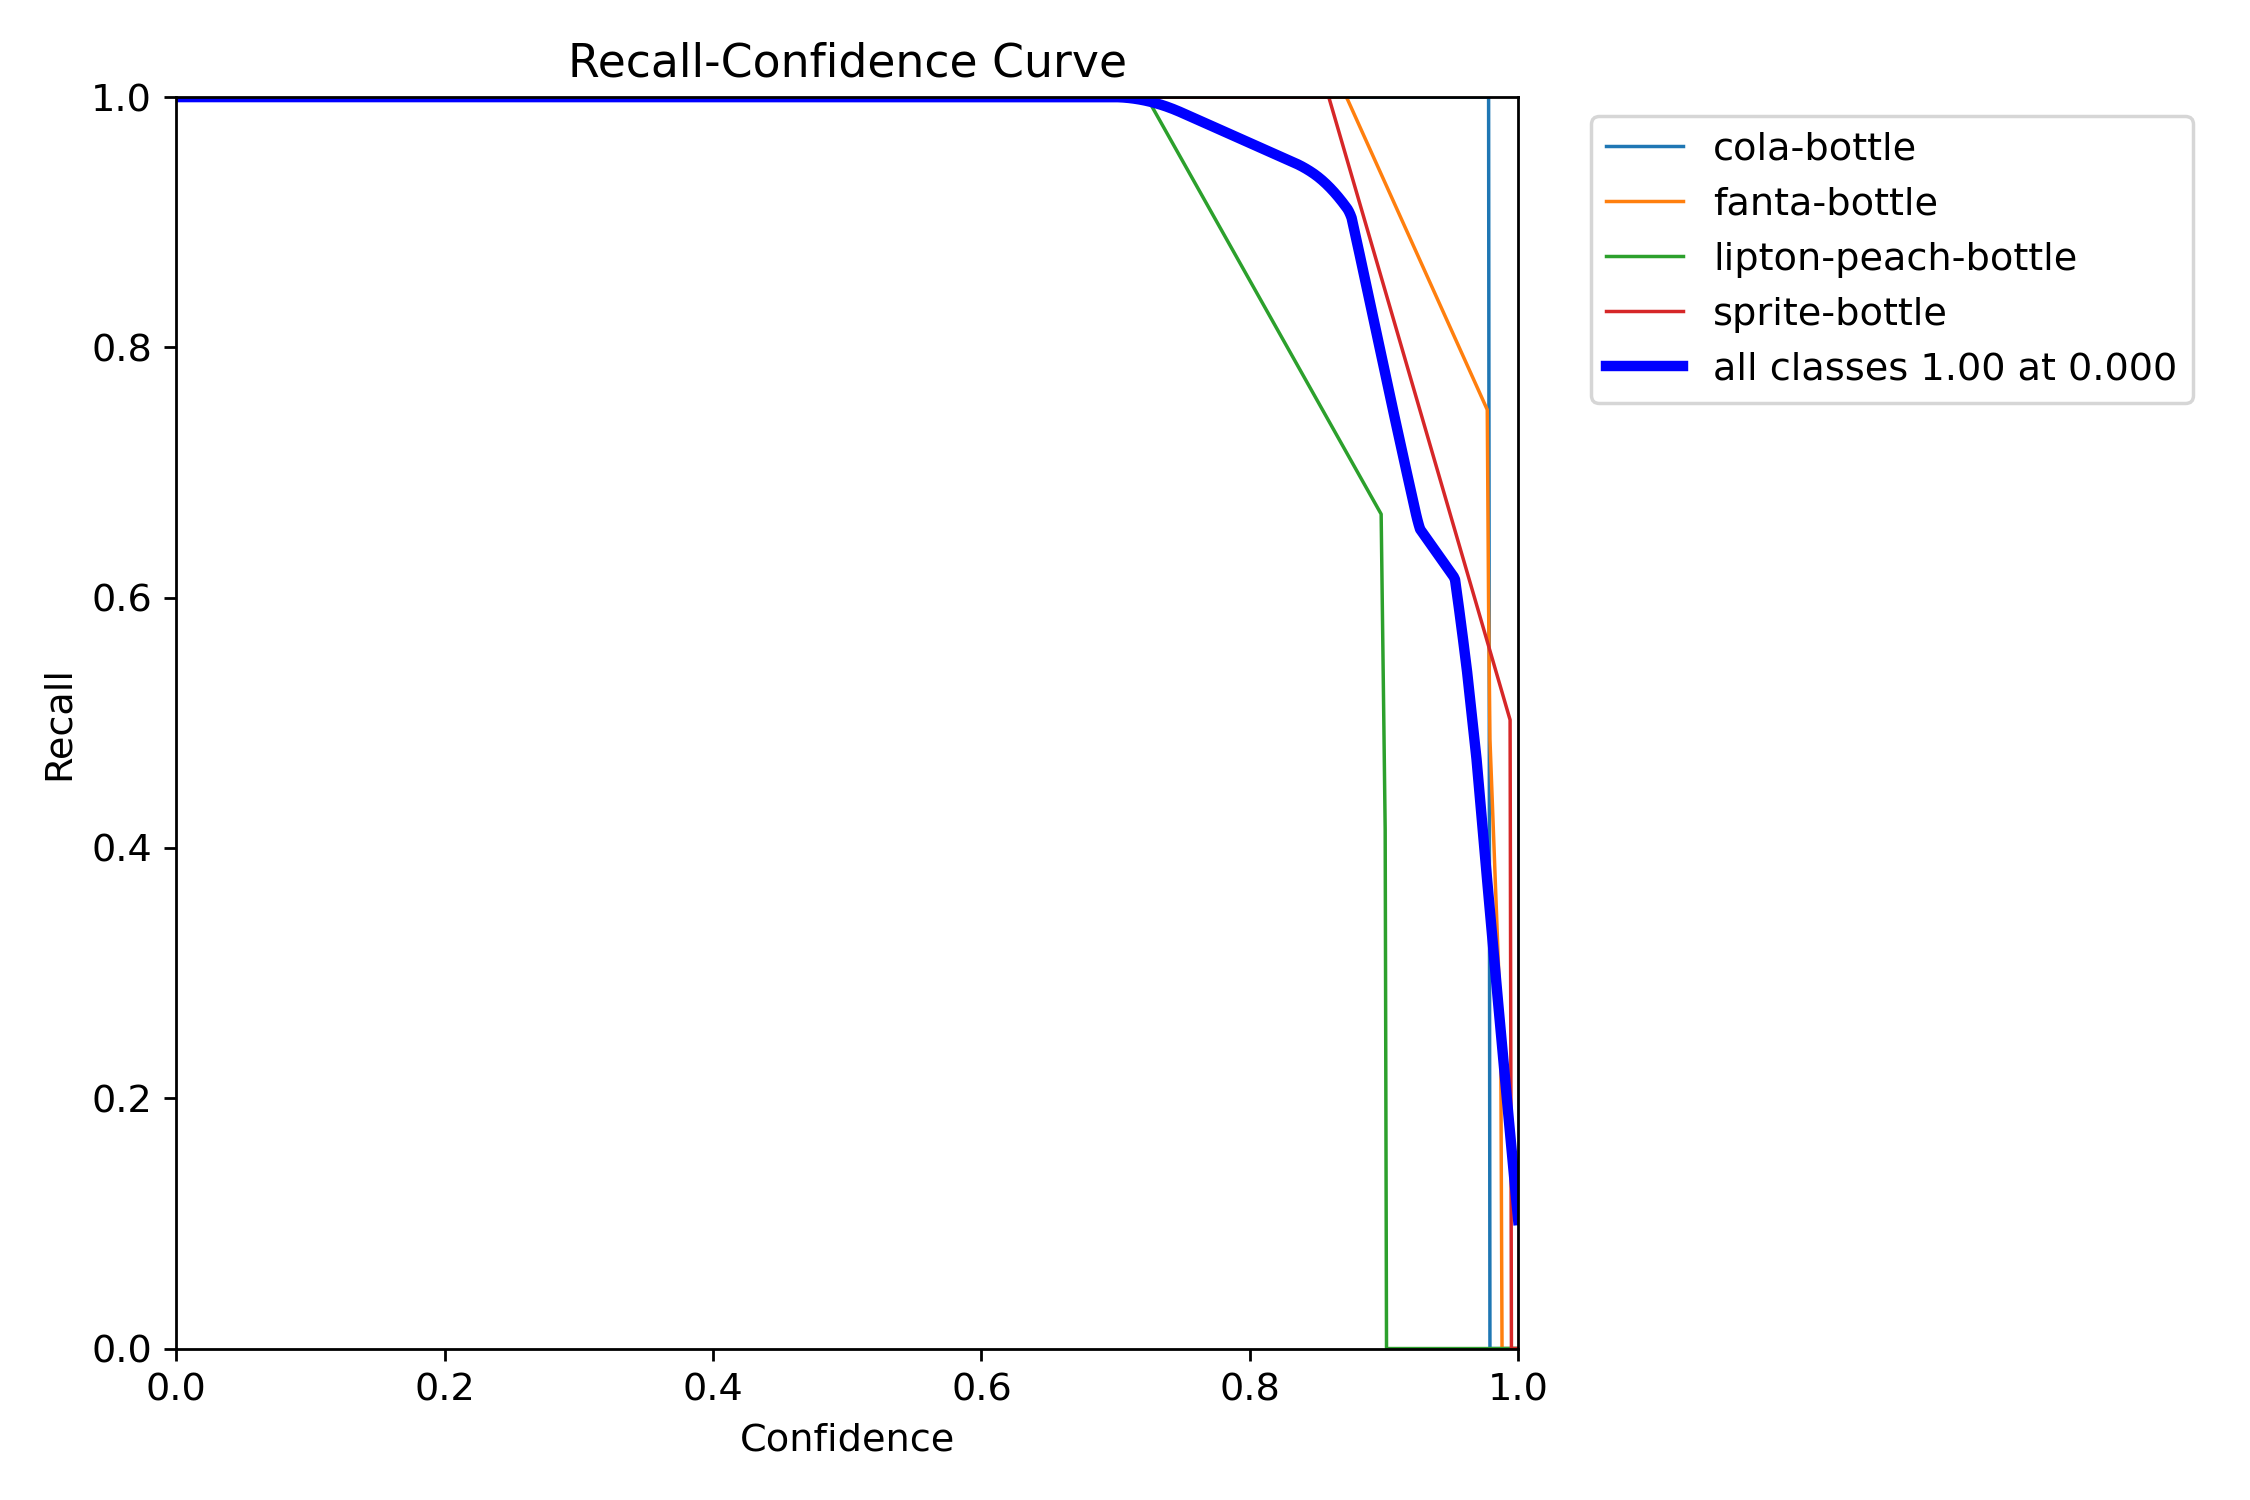 Recall-Confidence Curve
1.0
0.8
0.6
0.4
0.2
0.0
Recall
0.0 0.2 0.4 0.6 0.8 1.0
Confidence
cola-bottle
fanta-bottle
lipton-peach-bottle
sprite-bottle
all classes 1.00 at 0.000